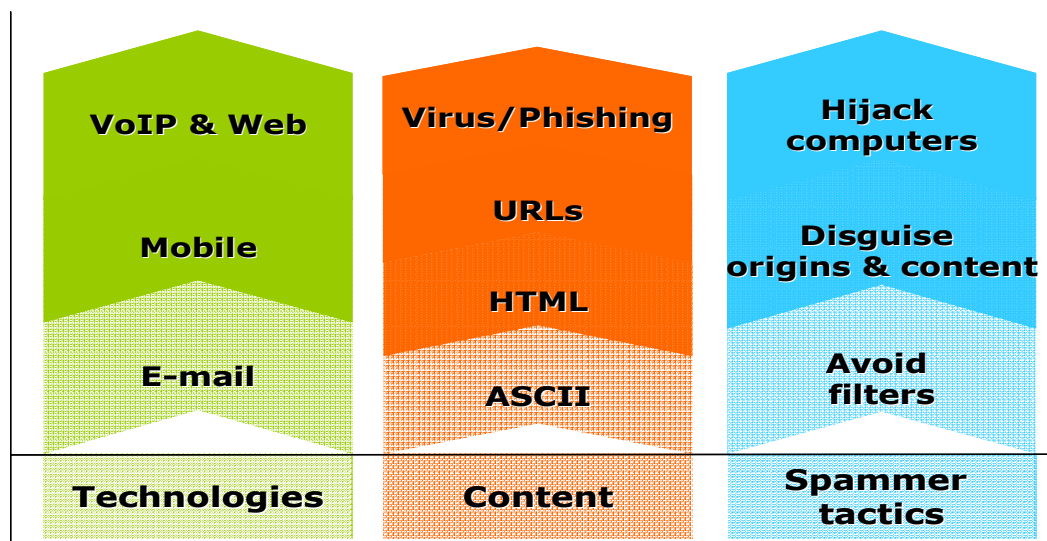 VoIP & Web
Mobile
E-mail
Technologies
Virus/Phishing
URLs
HTML
ASCII
Content
Hijack
computers
Disguise
origins & content
Avoid
filters
Spammer
tactics